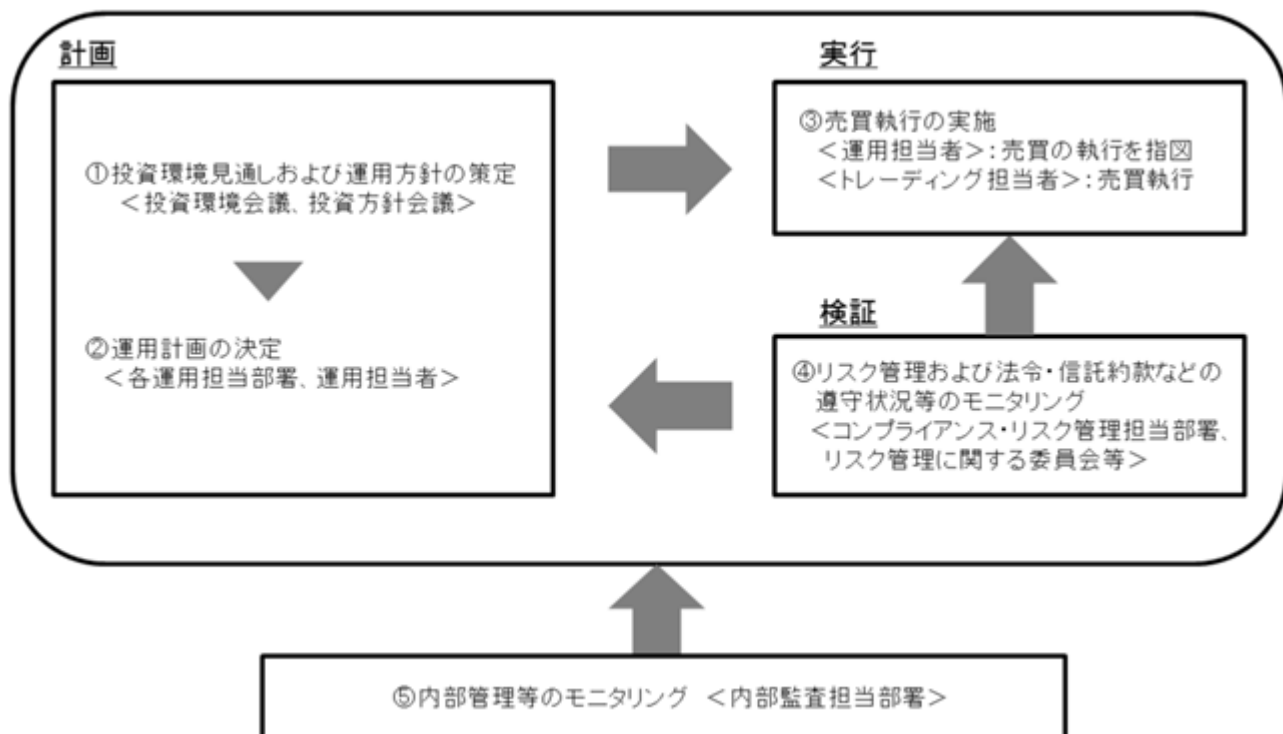 計画
①投資環境見通しおよび運用方針の策定
<投資環境会議、投資方針会議>
②運用計画の決定
<各運用担当部署、運用担当者>
実行
③売買執行の実施
<運用担当者>:売買の執行を指図
<トレーディング担当者>:売買執行
検証
④リスク管理および法令・信託約款などの
遵守状況等のモニタリング
<コンプライアンス・リスク管理担当部署、
リスク管理に関する委員会等>
⑤内部管理等のモニタリング <内部監査担当部署>